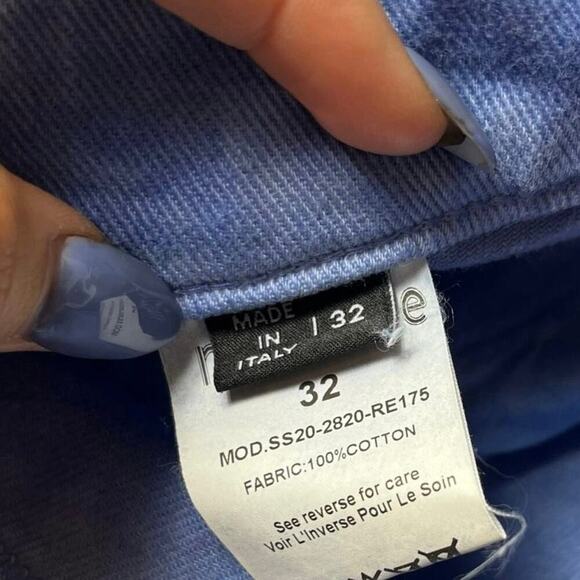 MADE
IN
ITALY
| 32
32
MOD.SS20-2820-RE175
FABRIC:100%COTTON
See reverse for care
Voir L'Inverse Pour Le Soin